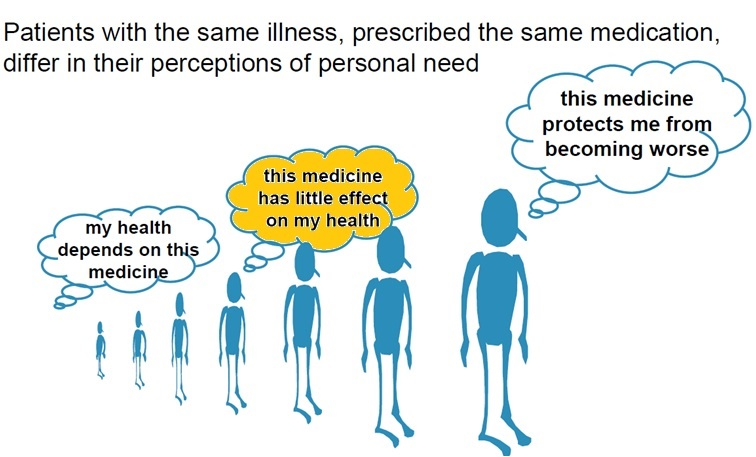 Patients with the same illness, prescribed the same medication,
differ in their perceptions of personal need
this medicine
protects me from
becoming worse
this medicine
has little effect
on my health
my health
depends on this
medicine